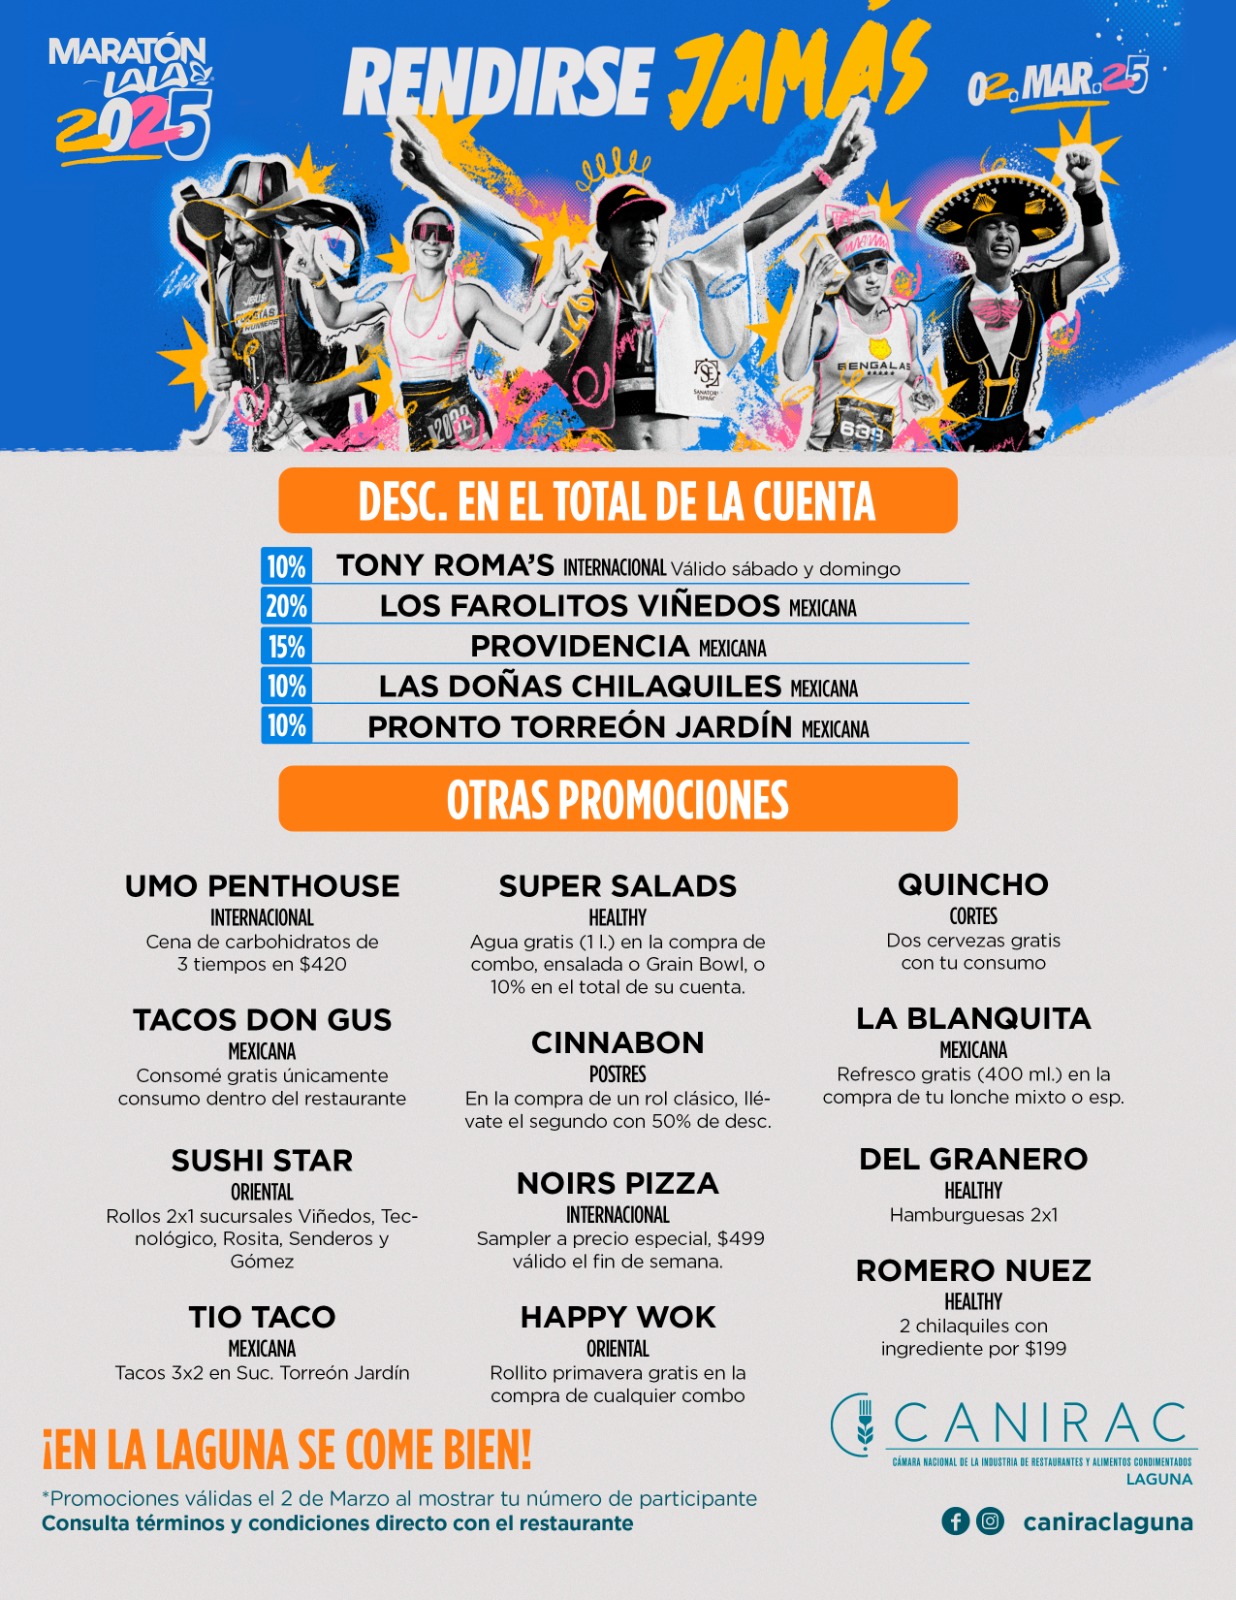 MARATÓN
LALA
2025
RENDIRSE JAMÁS
02.MAR.25
BENGALAS
2032
639
SANATORIO
ESPAÑOL
DESC. EN EL TOTAL DE LA CUENTA
10% TONY ROMA'S INTERNACIONAL Válido sábado y domingo
20% LOS FAROLITOS VIÑEDOS MEXICANA
15% PROVIDENCIA MEXICANA
10% LAS DOÑAS CHILAQUILES MEXICANA
10% PRONTO TORREÓN JARDÍN MEXICANA
OTRAS PROMOCIONES
UMO PENTHOUSE
INTERNACIONAL
Cena de carbohidratos de
3 tiempos en $420
TACOS DON GUS
MEXICANA
Consomé gratis únicamente
consumo dentro del restaurante
SUSHI STAR
ORIENTAL
Rollos 2x1 sucursales Viñedos, Tec-
nológico, Rosita, Senderos y
Gómez
TIO TACO
MEXICANA
Tacos 3x2 en Suc. Torreón Jardín
SUPER SALADS
HEALTHY
Agua gratis (1 l.) en la compra de
combo, ensalada o Grain Bowl, o
10% en el total de su cuenta.
CINNABON
POSTRES
En la compra de un rol clásico, llé-
vate el segundo con 50% de desc.
NOIRS PIZZA
INTERNACIONAL
Sampler a precio especial, $499
válido el fin de semana.
HAPPY WOK
ORIENTAL
Rollito primavera gratis en la
compra de cualquier combo
QUINCHO
CORTES
Dos cervezas gratis
con tu consumo
LA BLANQUITA
MEXICANA
Refresco gratis (400 ml.) en la
compra de tu lonche mixto o esp.
DEL GRANERO
HEALTHY
Hamburguesas 2x1
ROMERO NUEZ
HEALTHY
2 chilaquiles con
ingrediente por $199
¡EN LA LAGUNA SE COME BIEN!
*Promociones válidas el 2 de Marzo al mostrar tu número de participante
Consulta términos y condiciones directo con el restaurante
CANIRAC
CÁMARA NACIONAL DE LA INDUSTRIA DE RESTAURANTES Y ALIMENTOS CONDIMENTADOS
LAGUNA
caniraclaguna